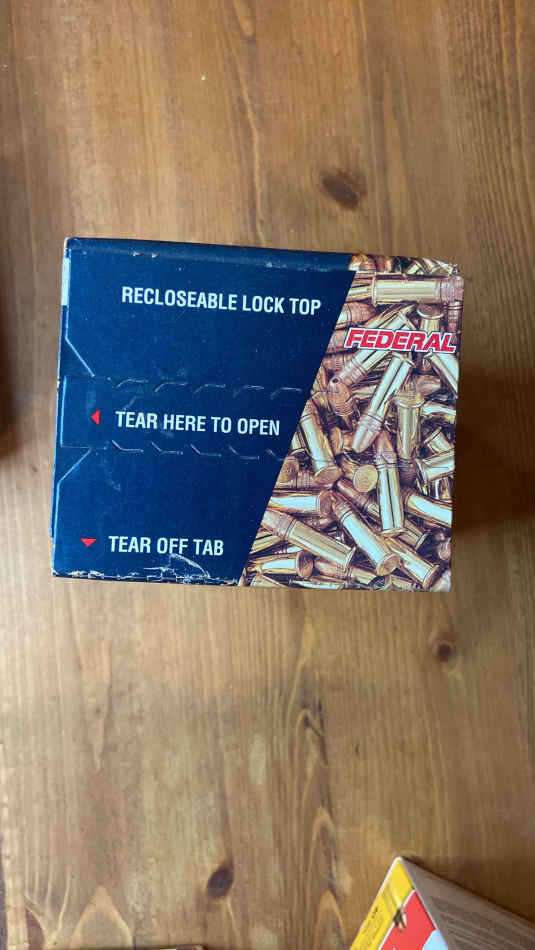 RECLOSEABLE LOCK TOP
FEDERAL
TEAR HERE TO OPEN
TEAR OFF TAB